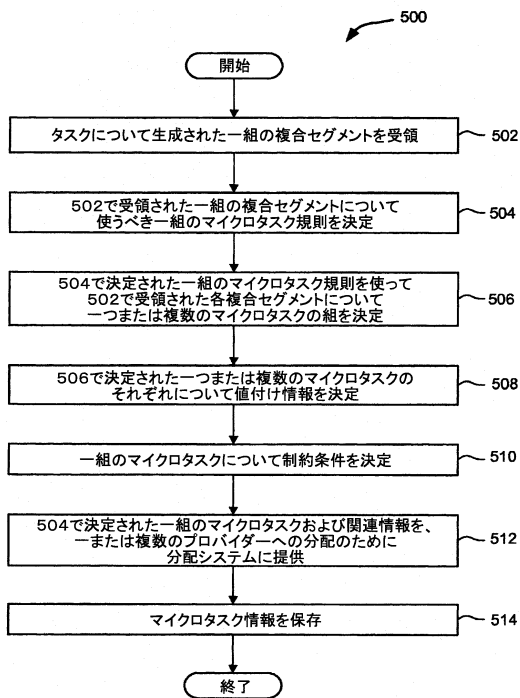 500
開始
タスクについて生成された一組の複合セグメントを受領
502
502で受領された一組の複合セグメントについて
使うべき一組のマイクロタスク規則を決定
504
504で決定された一組のマイクロタスク規則を使って
502で受領された各複合セグメントについて
一つまたは複数のマイクロタスクの組を決定
506
506で決定された一つまたは複数のマイクロタスクの
それぞれについて値付け情報を決定
508
一組のマイクロタスクについて制約条件を決定
510
504で決定された一組のマイクロタスクおよび関連情報を、
一または複数のプロバイダーへの分配のために
分配システムに提供
512
マイクロタスク情報を保存
514
終了